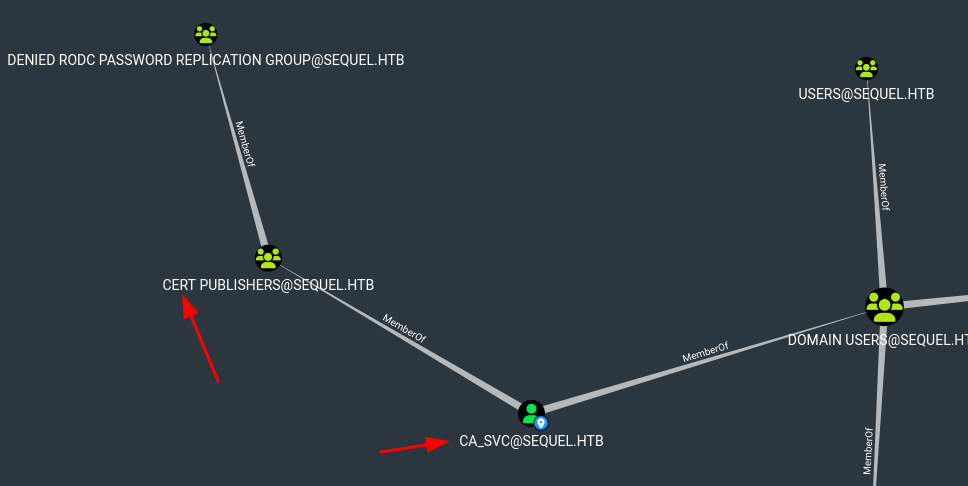 DENIED RODC PASSWORD REPLICATION GROUP@SEQUEL.HTB
USERS@SEQUEL.HTB
MemberOf
MemberOf
CERT PUBLISHERS@SEQUEL.HTB
MemberOf
MemberOf
DOMAIN USERS@SEQUEL.HT
CA_SVC@SEQUEL.HTB
MemberOf